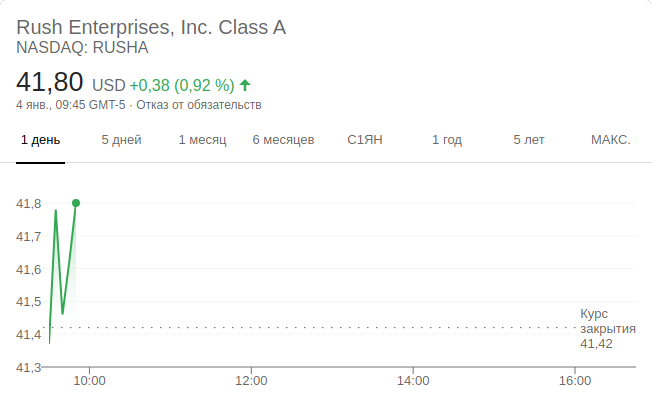 Rush Enterprises, Inc. Class A
NASDAQ: RUSHA
41,80 USD +0,38 (0,92 %)
4 янв., 09:45 GMT-5 · Отказ от обязательств
1 день 5 дней 1 месяц 6 месяцев С1ЯН 1 год 5 лет МАКС.
41,8
41,7
41,6
41,5
41,4
41,3
Курс
закрытия
41,42
10:00 12:00 14:00 16:00